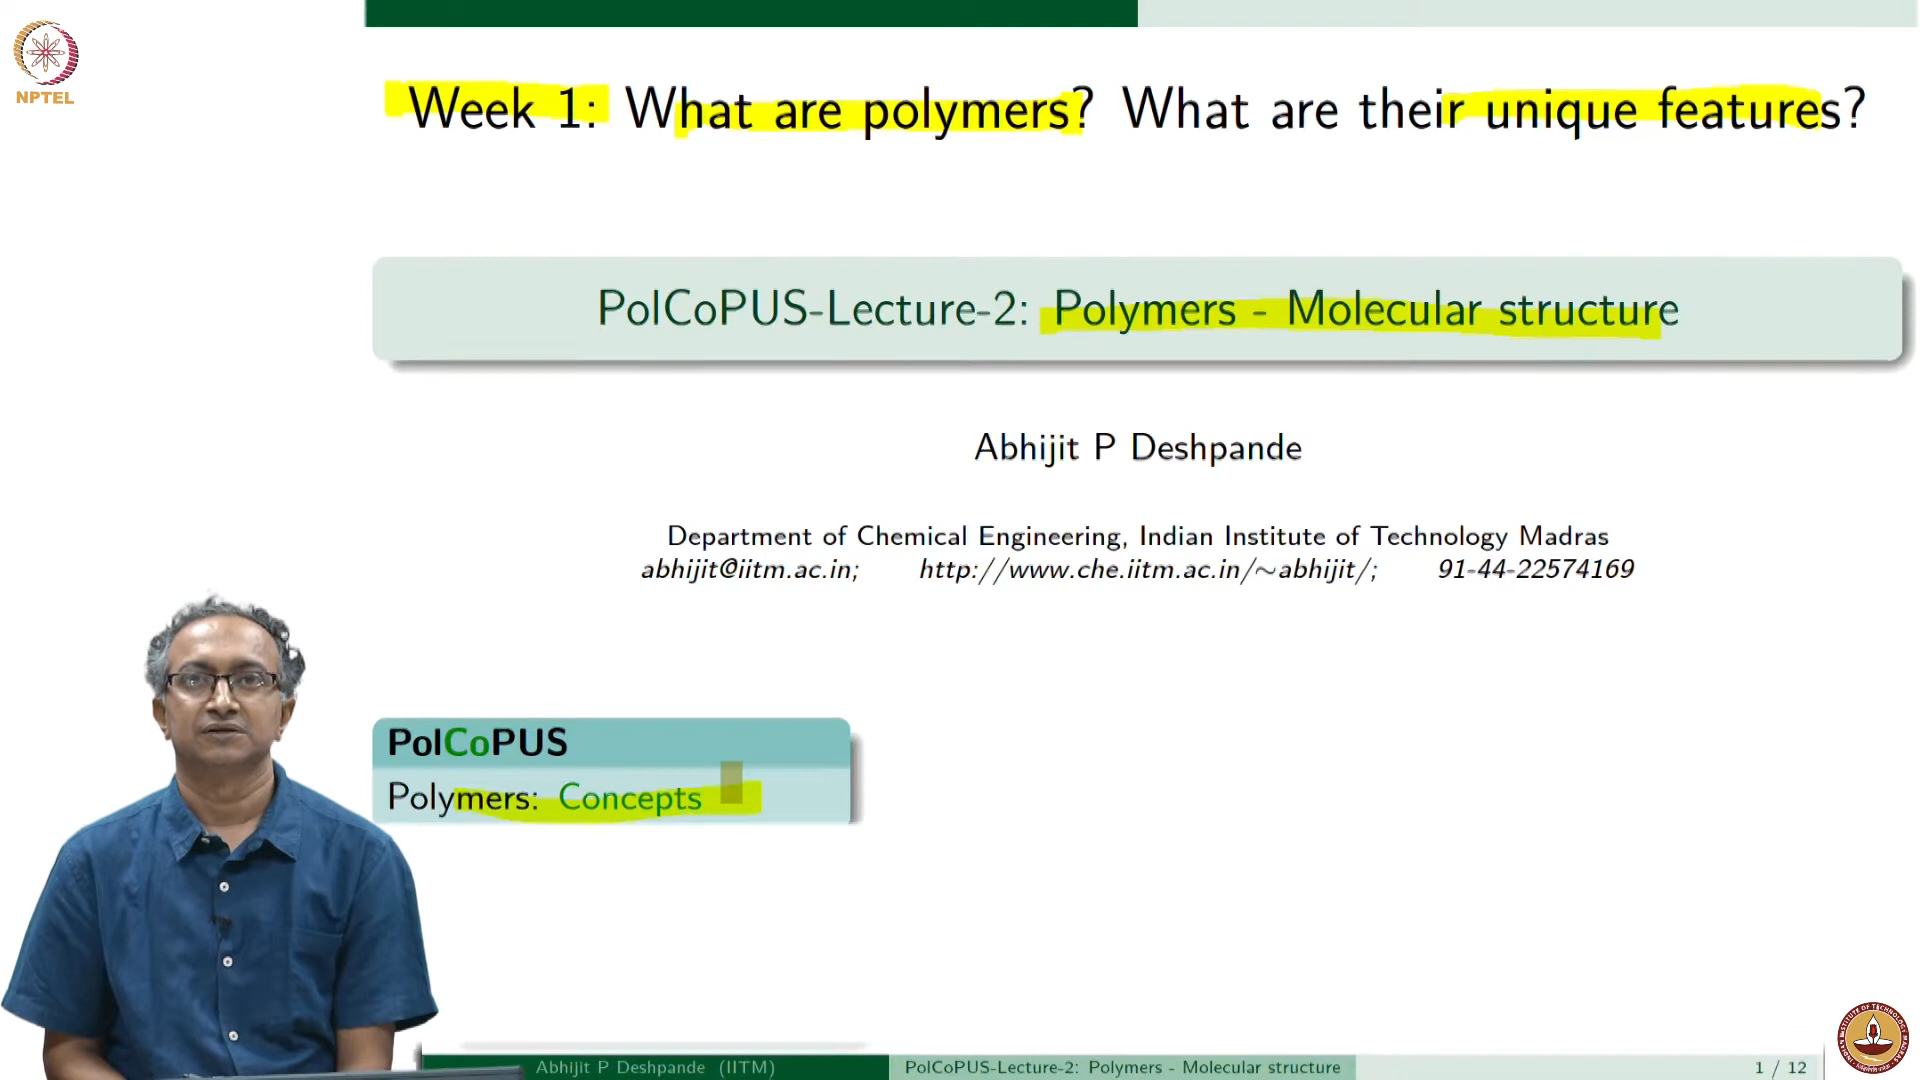 NPTEL
Week 1: What are polymers? What are their unique features?
PolCoPUS-Lecture-2: Polymers - Molecular structure
Abhijit P Deshpande
Department of Chemical Engineering, Indian Institute of Technology Madras
abhijit@iitm.ac.in; http://www.che.iitm.ac.in/~abhijit/; 91-44-22574169
PolCoPUS
Polymers: Concepts
Abhijit P Deshpande (IITM) PolCoPUS-Lecture-2: Polymers - Molecular structure 1 / 12